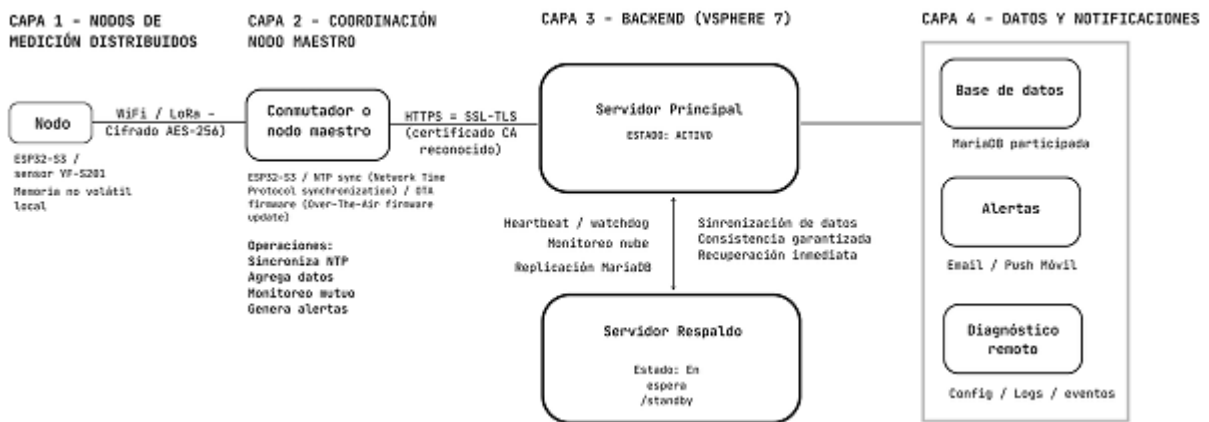 CAPA 1 - NODOS DE
MEDICIÓN DISTRIBUIDOS
Nodo
ESP32-S3 /
sensor YF-S201
Memoria no volátil
local
WiFi / LoRa -
Cifrado AES-256)
CAPA 2 - COORDINACIÓN
NODO MAESTRO
Conmutador o
nodo maestro
ESP32-S3 / NTP sync (Network Time
Protocol synchronization) / OTA
firmware (Over-The-Air firmware
update)
Operaciones:
Sincroniza NTP
Agrega datos
Monitoreo mutuo
Genera alertas
HTTPS = SSL-TLS
(certificado CA
reconocido)
CAPA 3 - BACKEND (VSPHERE 7)
Servidor Principal
ESTADO: ACTIVO
Heartbeat / watchdog
Monitoreo nube
Replicación MariaDB
Sinronización de datos
Consistencia garantizada
Recuperación inmediata
Servidor Respaldo
Estado: En
espera
/standby
CAPA 4 - DATOS Y NOTIFICACIONES
Base de datos
MariaDB participada
Alertas
Email / Push Móvil
Diagnóstico
remoto
Config / Logs / eventos